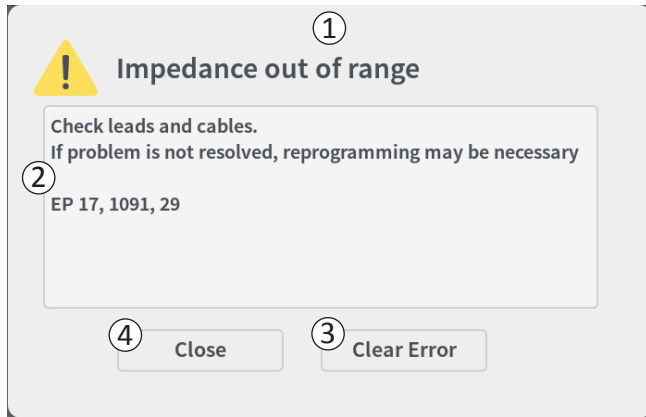 ①
Impedance out of range
Check leads and cables.
② If problem is not resolved, reprogramming may be necessary
EP 17, 1091, 29
④ Close ③ Clear Error